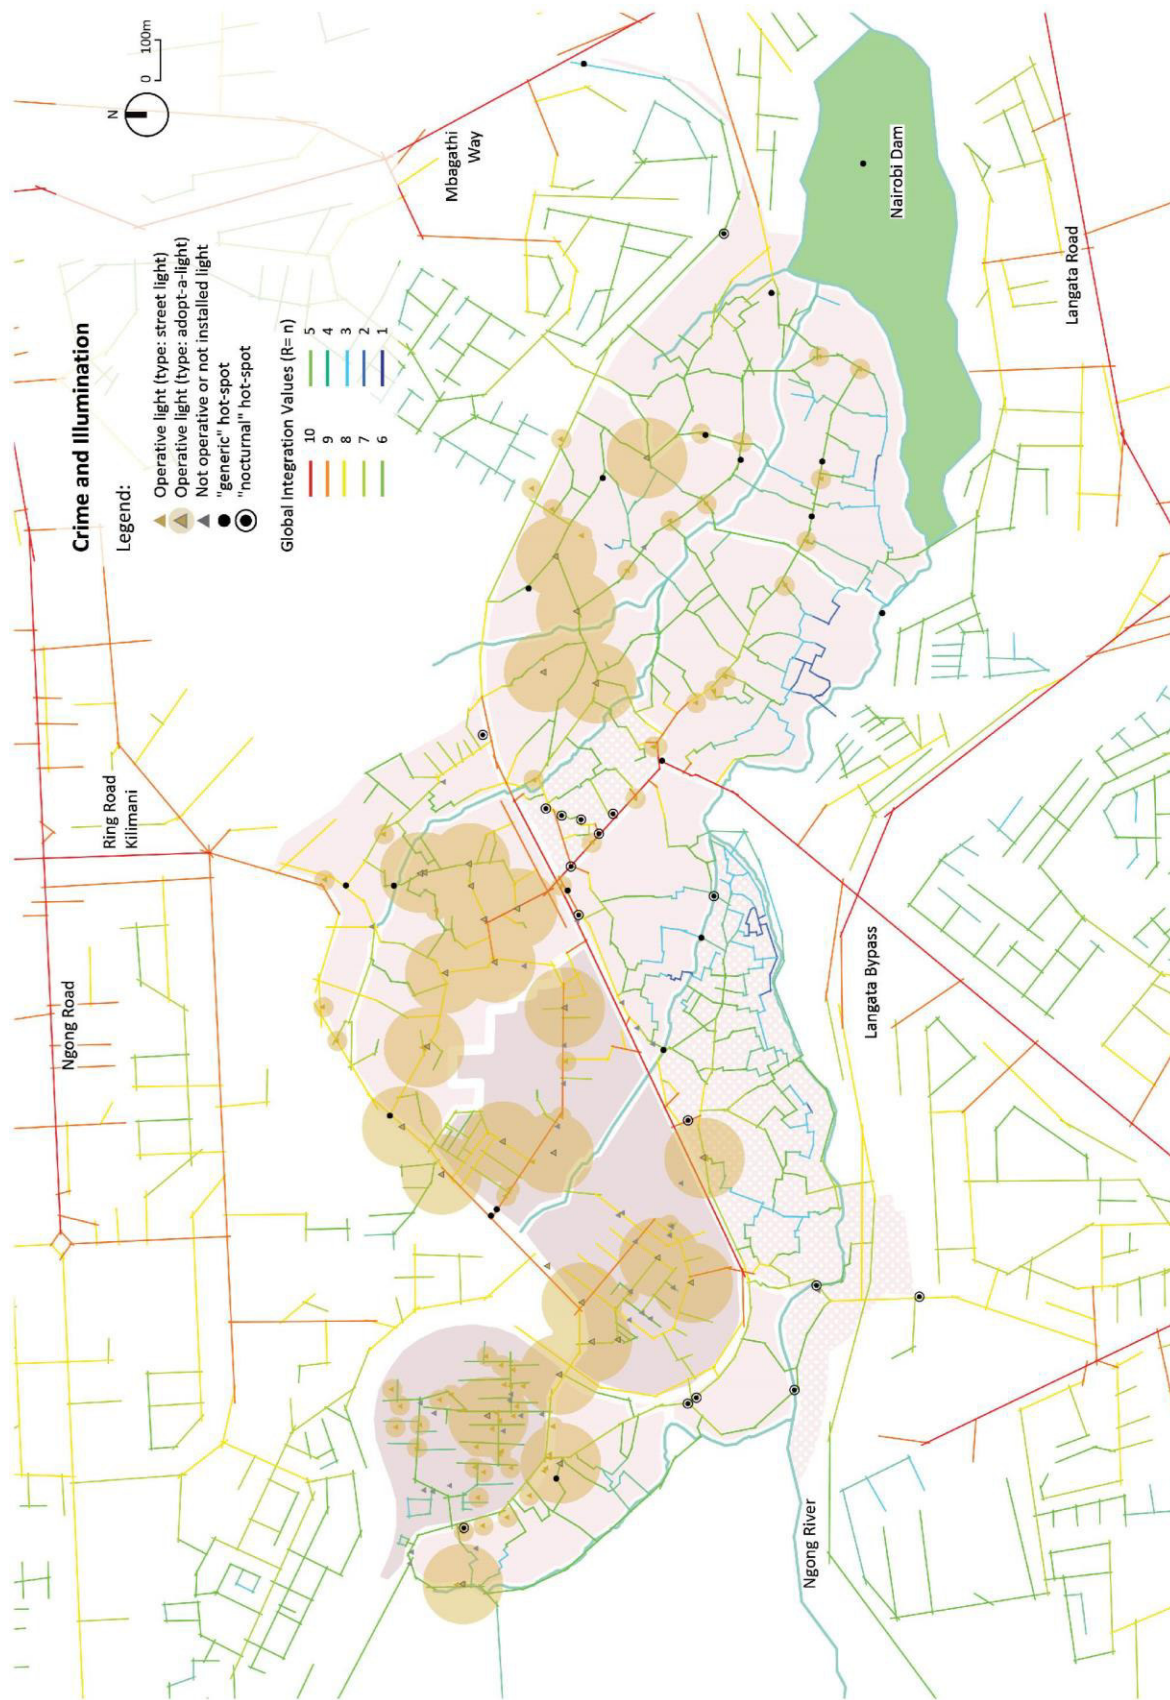 Crime and Illumination
Legend:
Operative light (type: street light)
Operative light (type: adopt-a-light)
Not operative or not installed light
"generic" hot-spot
"nocturnal" hot-spot
Global Integration Values (R= n)
10 5
9 4
8 3
7 2
6 1
N
0 100m
Ngong Road
Ring Road
Kilimani
Mbagathi
Way
Nairobi Dam
Langata Road
Langata Bypass
Ngong River